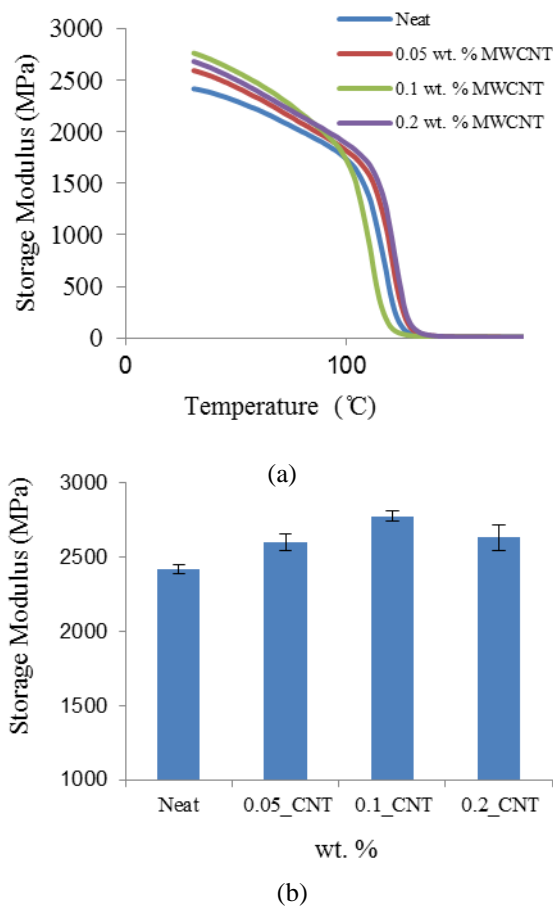 Neat
0.05 wt. % MWCNT
0.1 wt. % MWCNT
0.2 wt. % MWCNT
Storage Modulus (MPa)
3000
2500
2000
1500
1000
500
0
0 100
Temperature (℃)
(a)
Storage Modulus (MPa)
3000
2500
2000
1500
1000
Neat 0.05_CNT 0.1_CNT 0.2_CNT
wt. %
(b)